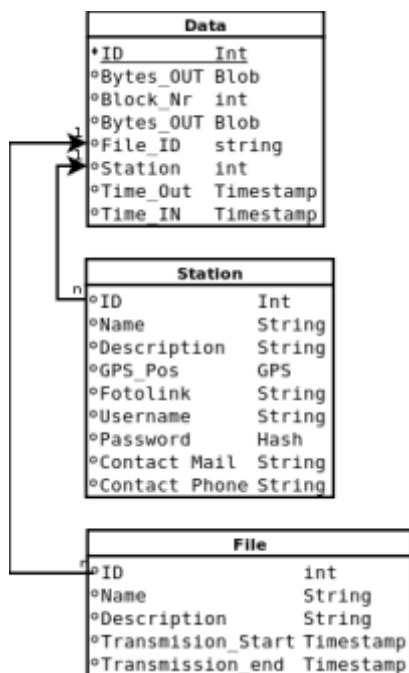 Data
ID Int
Bytes_OUT Blob
Block_Nr int
Bytes_OUT Blob
1
File_ID string
1
Station int
Time_Out Timestamp
Time_IN Timestamp
Station
n
ID Int
Name String
Description String
GPS_Pos GPS
Fotolink String
Username String
Password Hash
Contact Mail String
Contact Phone String
File
n
ID int
Name String
Description String
Transmision_Start Timestamp
Transmission_end Timestamp